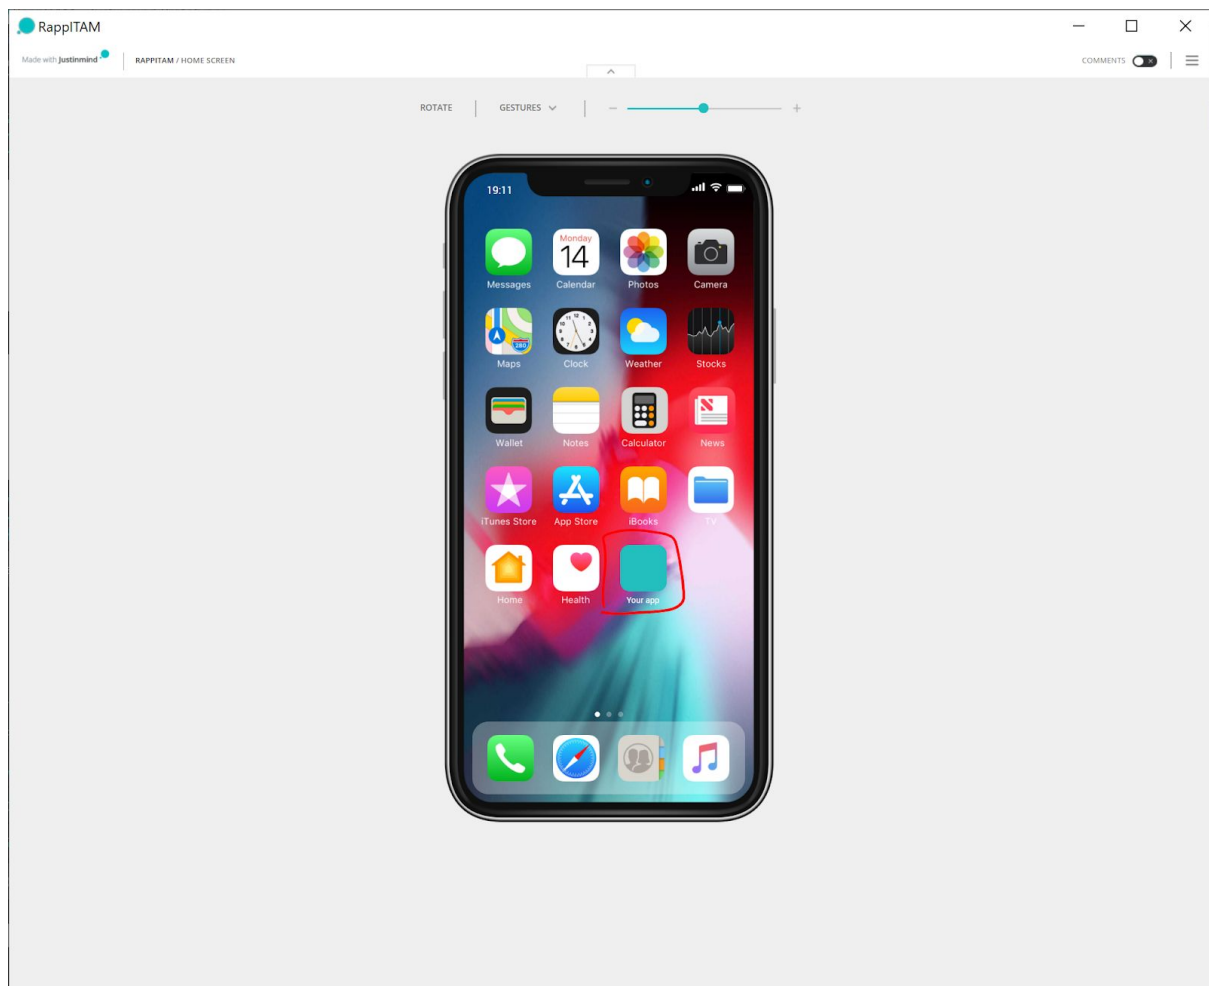 RappITAM
Made with Justinmind
RAPPITAM / HOME SCREEN
COMMENTS
ROTATE
GESTURES
19:11
Monday
14
Messages
Calendar
Photos
Camera
280
Maps
Clock
Weather
Stocks
Wallet
Notes
Calculator
News
iTunes Store
App Store
iBooks
TV
Home
Health
Your app